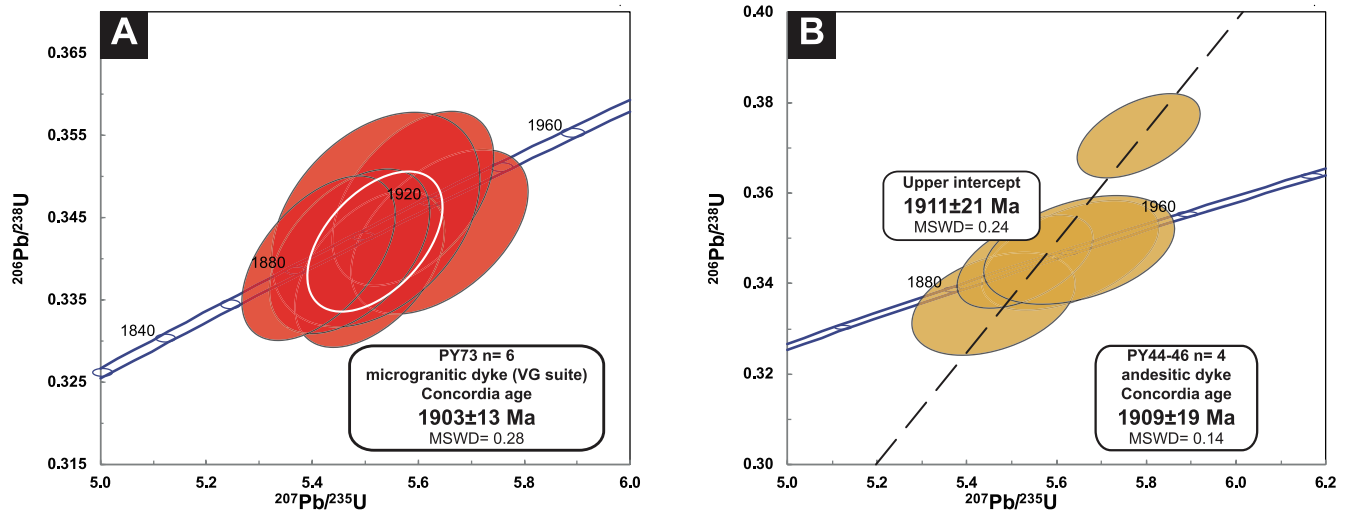 A
0.365
0.355
0.345
0.335
0.325
0.315
²⁰⁶Pb/²³⁸U
1960
1920
1880
1840
PY73 n= 6
microgranitic dyke (VG suite)
Concordia age
1903±13 Ma
MSWD= 0.28
5.0 5.2 5.4 5.6 5.8 6.0
²⁰⁷Pb/²³⁵U
B
0.40
0.38
0.36
0.34
0.32
0.30
²⁰⁶Pb/²³⁸U
Upper intercept
1911±21 Ma
MSWD= 0.24
1960
1880
PY44-46 n= 4
andesitic dyke
Concordia age
1909±19 Ma
MSWD= 0.14
5.0 5.2 5.4 5.6 5.8 6.0 6.2
²⁰⁷Pb/²³⁵U